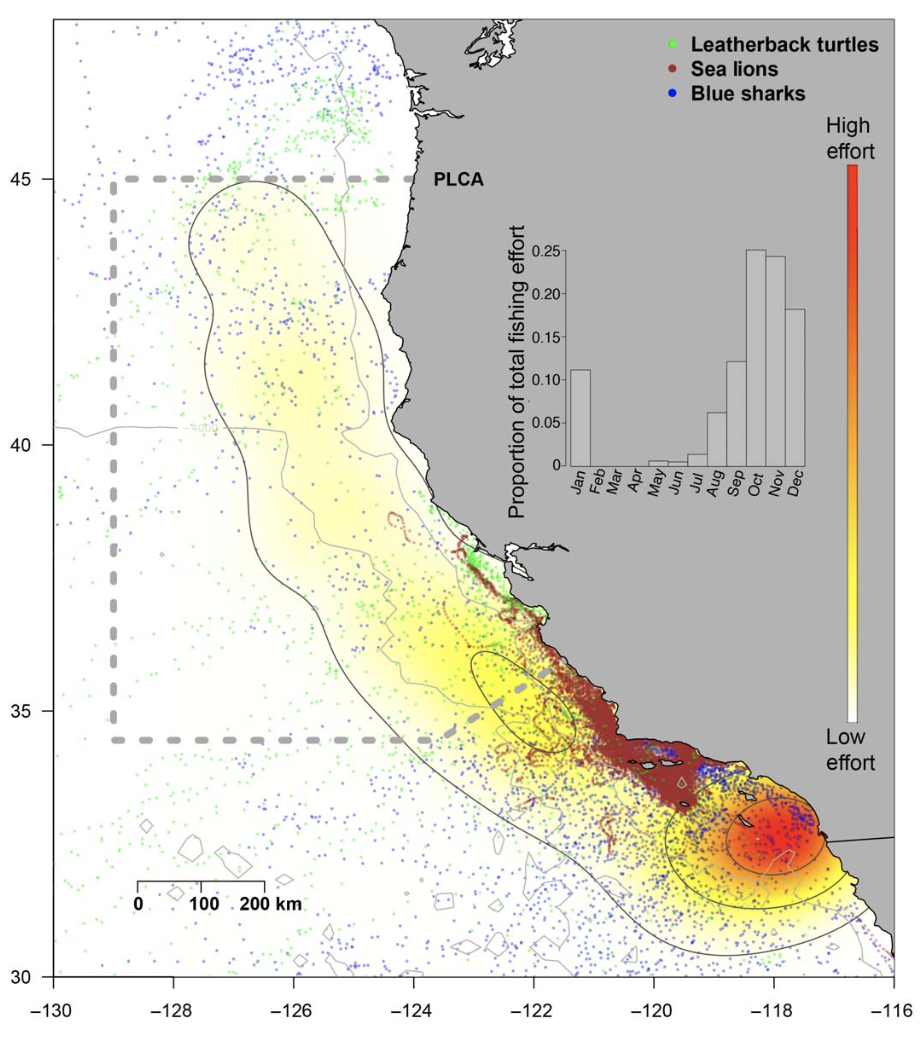 Leatherback turtles
Sea lions
Blue sharks
High
effort
45
PLCA
Proportion of total fishing effort
0.25
0.20
0.15
0.10
0.05
0
Jan
Feb
Mar
Apr
May
Jun
Jul
Aug
Sep
Oct
Nov
Dec
40
−4000
35
Low
effort
0 100 200 km
30
−130 −128 −126 −124 −122 −120 −118 −116